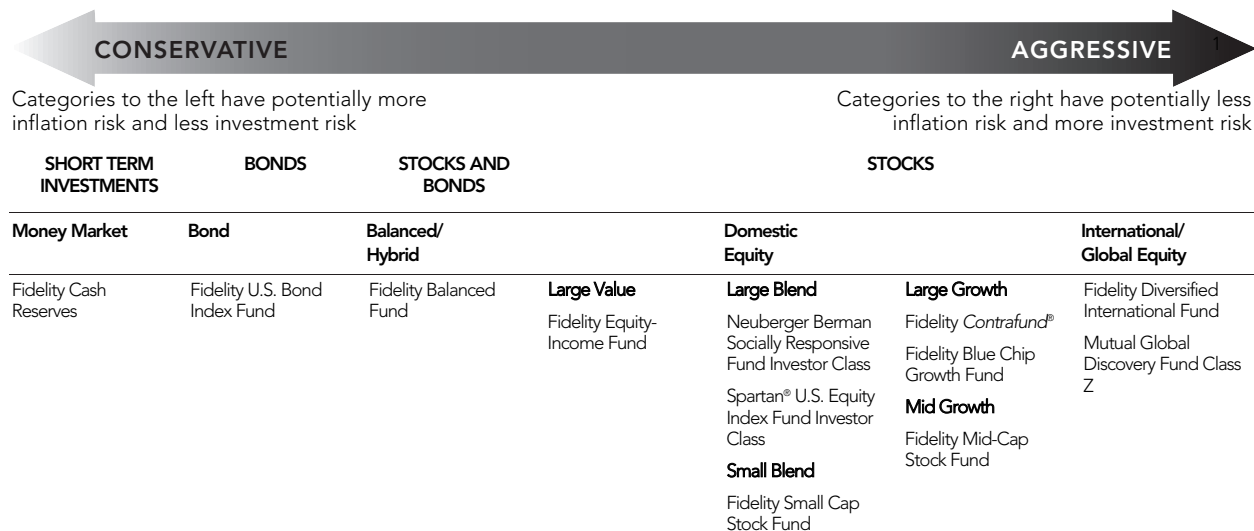 CONSERVATIVE
AGGRESSIVE
1
Categories to the left have potentially more
inflation risk and less investment risk
Categories to the right have potentially less
inflation risk and more investment risk
SHORT TERM
INVESTMENTS
BONDS
STOCKS AND
BONDS
STOCKS
Money Market
Bond
Balanced/
Hybrid
Domestic
Equity
International/
Global Equity
Fidelity Cash
Reserves
Fidelity U.S. Bond
Index Fund
Fidelity Balanced
Fund
Large Value
Fidelity Equity-
Income Fund
Large Blend
Neuberger Berman
Socially Responsive
Fund Investor Class
Spartan® U.S. Equity
Index Fund Investor
Class
Small Blend
Fidelity Small Cap
Stock Fund
Large Growth
Fidelity Contrafund®
Fidelity Blue Chip
Growth Fund
Mid Growth
Fidelity Mid-Cap
Stock Fund
Fidelity Diversified
International Fund
Mutual Global
Discovery Fund Class
Z